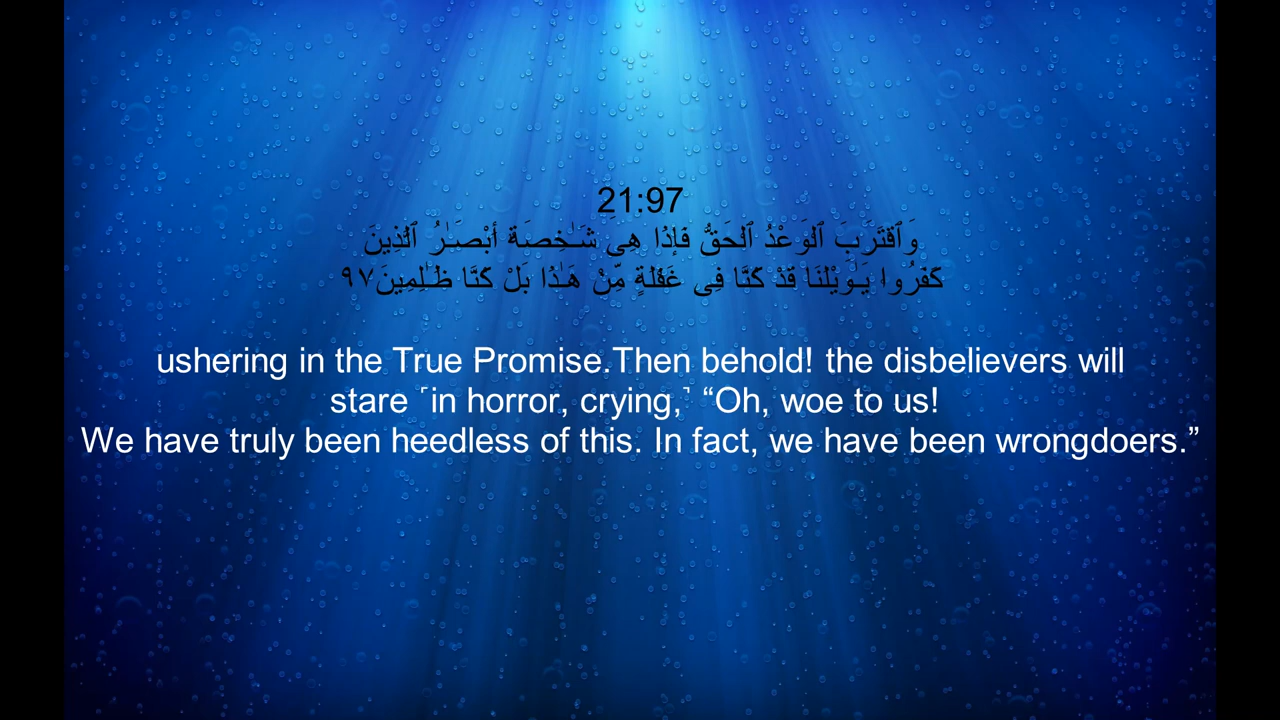 21:97
وَٱقْتَرَبَ ٱلْوَعْدُ ٱلْحَقُّ فَإِذَا هِىَ شَـٰخِصَةٌ أَبْصَـٰرُ ٱلَّذِينَ
كَفَرُوا۟ يَـٰوَيْلَنَا قَدْ كُنَّا فِى غَفْلَةٍ مِّنْ هَـٰذَا بَلْ كُنَّا ظَـٰلِمِينَ٩٧
ushering in the True Promise.Then behold! the disbelievers will
stare ˹in horror, crying,˺ “Oh, woe to us!
We have truly been heedless of this. In fact, we have been wrongdoers.”